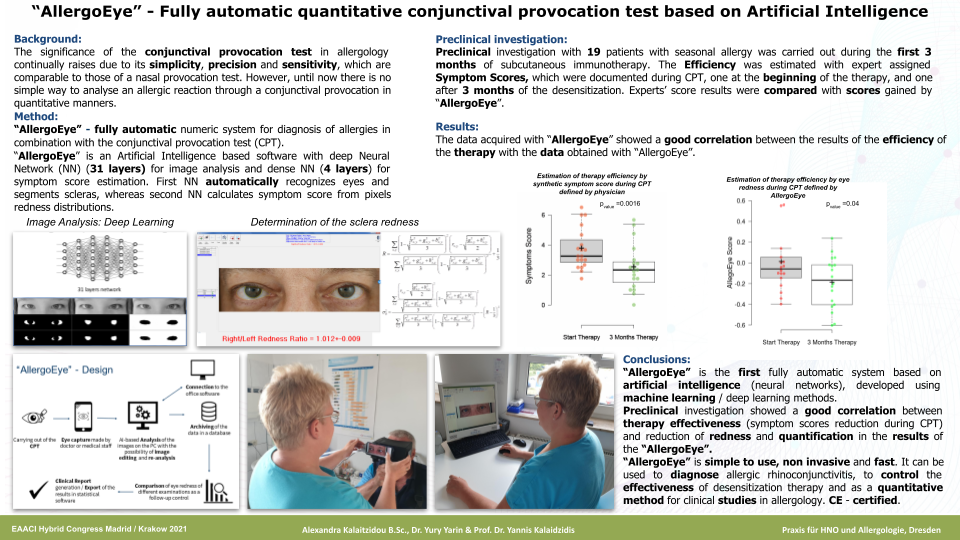 “AllergoEye” - Fully automatic quantitative conjunctival provocation test based on Artificial Intelligence
Background:
The significance of the conjunctival provocation test in allergology
continually raises due to its simplicity, precision and sensitivity, which are
comparable to those of a nasal provocation test. However, until now there is no
simple way to analyse an allergic reaction through a conjunctival provocation in
quantitative manners.
Method:
“AllergoEye” - fully automatic numeric system for diagnosis of allergies in
combination with the conjunctival provocation test (CPT).
“AllergoEye” is an Artificial Intelligence based software with deep Neural
Network (NN) (31 layers) for image analysis and dense NN (4 layers) for
symptom score estimation. First NN automatically recognizes eyes and
segments scleras, whereas second NN calculates symptom score from pixels
redness distributions.
Image Analysis: Deep Learning
Determination of the sclera redness
31 layers network
Right/Left Redness Ratio = 1.012+-0.009
Preclinical investigation:
Preclinical investigation with 19 patients with seasonal allergy was carried out during the first 3
months of subcutaneous immunotherapy. The Efficiency was estimated with expert assigned
Symptom Scores, which were documented during CPT, one at the beginning of the therapy, and one
after 3 months of the desensitization. Experts’ score results were compared with scores gained by
“AllergoEye”.
Results:
The data acquired with “AllergoEye” showed a good correlation between the results of the efficiency of
the therapy with the data obtained with “AllergoEye”.
Estimation of therapy efficiency by
synthetic symptom score during CPT
defined by physician
p value =0.0016
Symptoms Score
6
4
2
0
Start Therapy
3 Months Therapy
Estimation of therapy efficiency by eye
redness during CPT defined by
AllergoEye
p value =0.04
AllegoEye Score
0.6
0.2
0.0
-0.2
-0.4
-0.6
Start Therapy
3 Months Therapy
“AllergoEye” - Design
Carrying out of the
CPT
Eye capture made by
doctor or medical staff
AI-based Analysis of the
images on the PC with the
possibility of image
editing and re-analysis
Connection to the
office software
Archiving of the
data in a database
Comparison of eye redness
of different examinations as a
follow-up control
Clinical Report
generation / Export of the
results in statistical
software
Conclusions:
“AllergoEye” is the first fully automatic system based on
artificial intelligence (neural networks), developed using
machine learning / deep learning methods.
Preclinical investigation showed a good correlation between
therapy effectiveness (symptom scores reduction during CPT)
and reduction of redness and quantification in the results of
the “AllergoEye”.
“AllergoEye” is simple to use, non invasive and fast. It can be
used to diagnose allergic rhinoconjunctivitis, to control the
effectiveness of desensitization therapy and as a quantitative
method for clinical studies in allergology. CE - certified.
EAACI Hybrid Congress Madrid / Krakow 2021
Alexandra Kalaitzidou B.Sc., Dr. Yury Yarin & Prof. Dr. Yannis Kalaidzidis
Praxis für HNO und Allergologie, Dresden